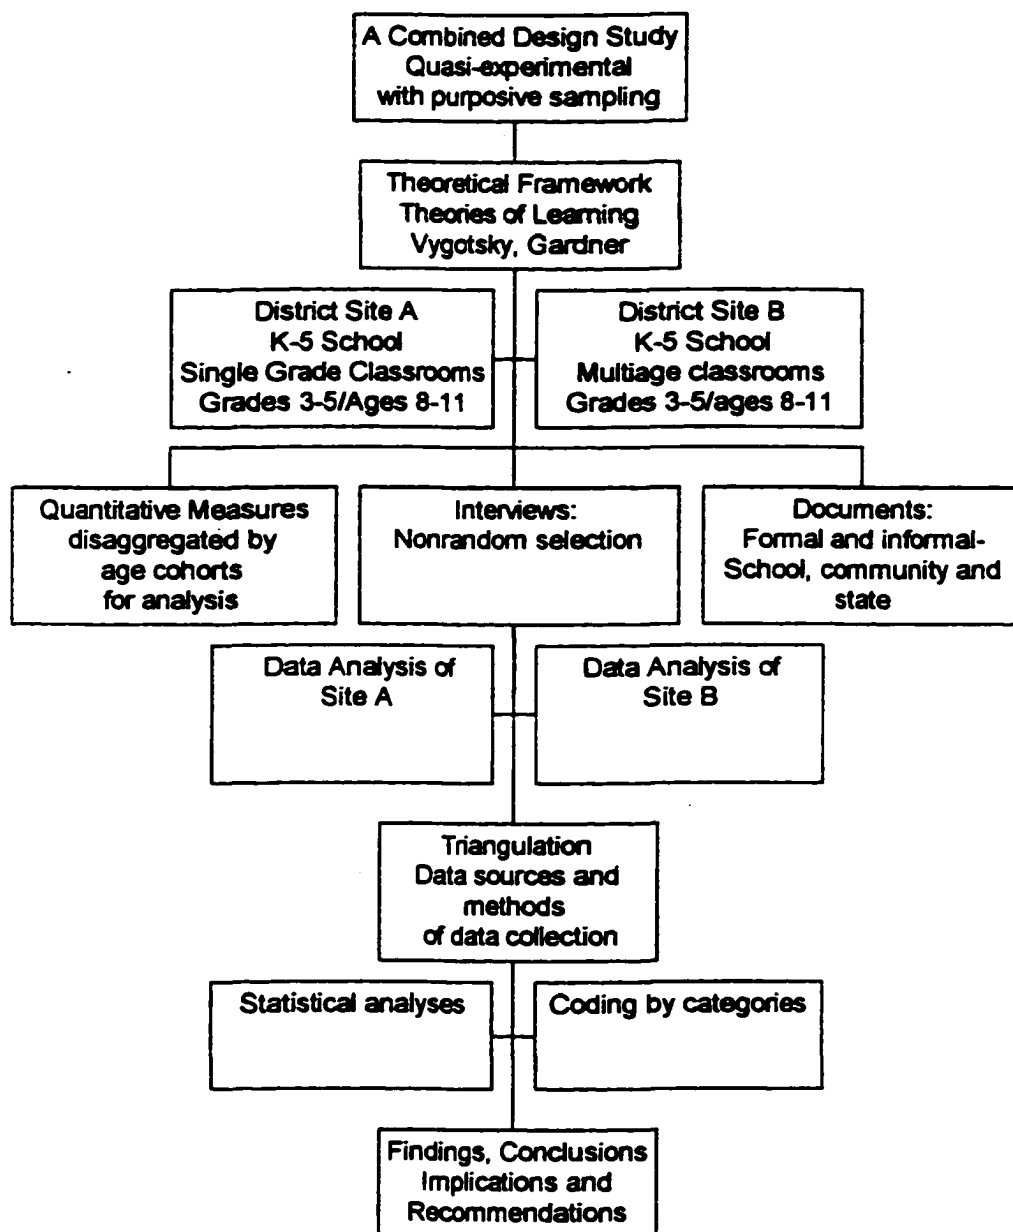 A Combined Design Study
Quasi-experimental
with purposive sampling
Theoretical Framework
Theories of Learning
Vygotsky, Gardner
District Site A
K-5 School
Single Grade Classrooms
Grades 3-5/Ages 8-11
District Site B
K-5 School
Multiage classrooms
Grades 3-5/ages 8-11
Quantitative Measures
disaggregated by
age cohorts
for analysis
Interviews:
Nonrandom selection
Documents:
Formal and informal-
School, community and
state
Data Analysis of
Site A
Data Analysis of
Site B
Triangulation
Data sources and
methods
of data collection
Statistical analyses
Coding by categories
Findings, Conclusions
Implications and
Recommendations